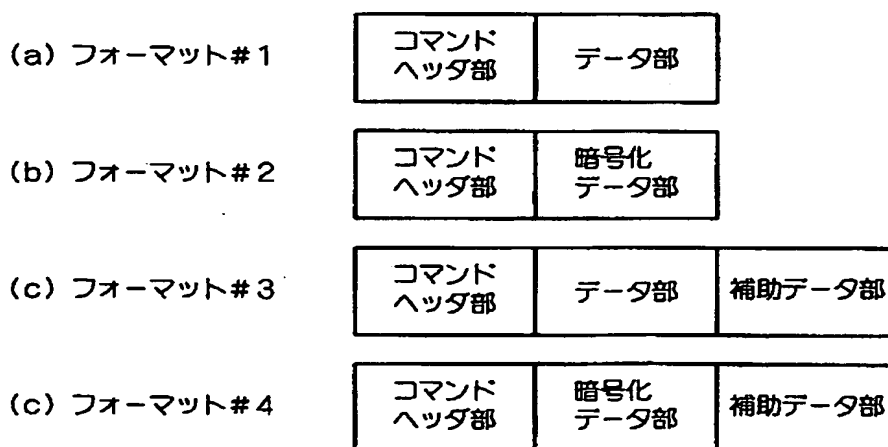 (a) フォーマット#1
コマンド
ヘッダ部
データ部
(b) フォーマット#2
コマンド
ヘッダ部
暗号化
データ部
(c) フォーマット#3
コマンド
ヘッダ部
データ部
補助データ部
(c) フォーマット#4
コマンド
ヘッダ部
暗号化
データ部
補助データ部